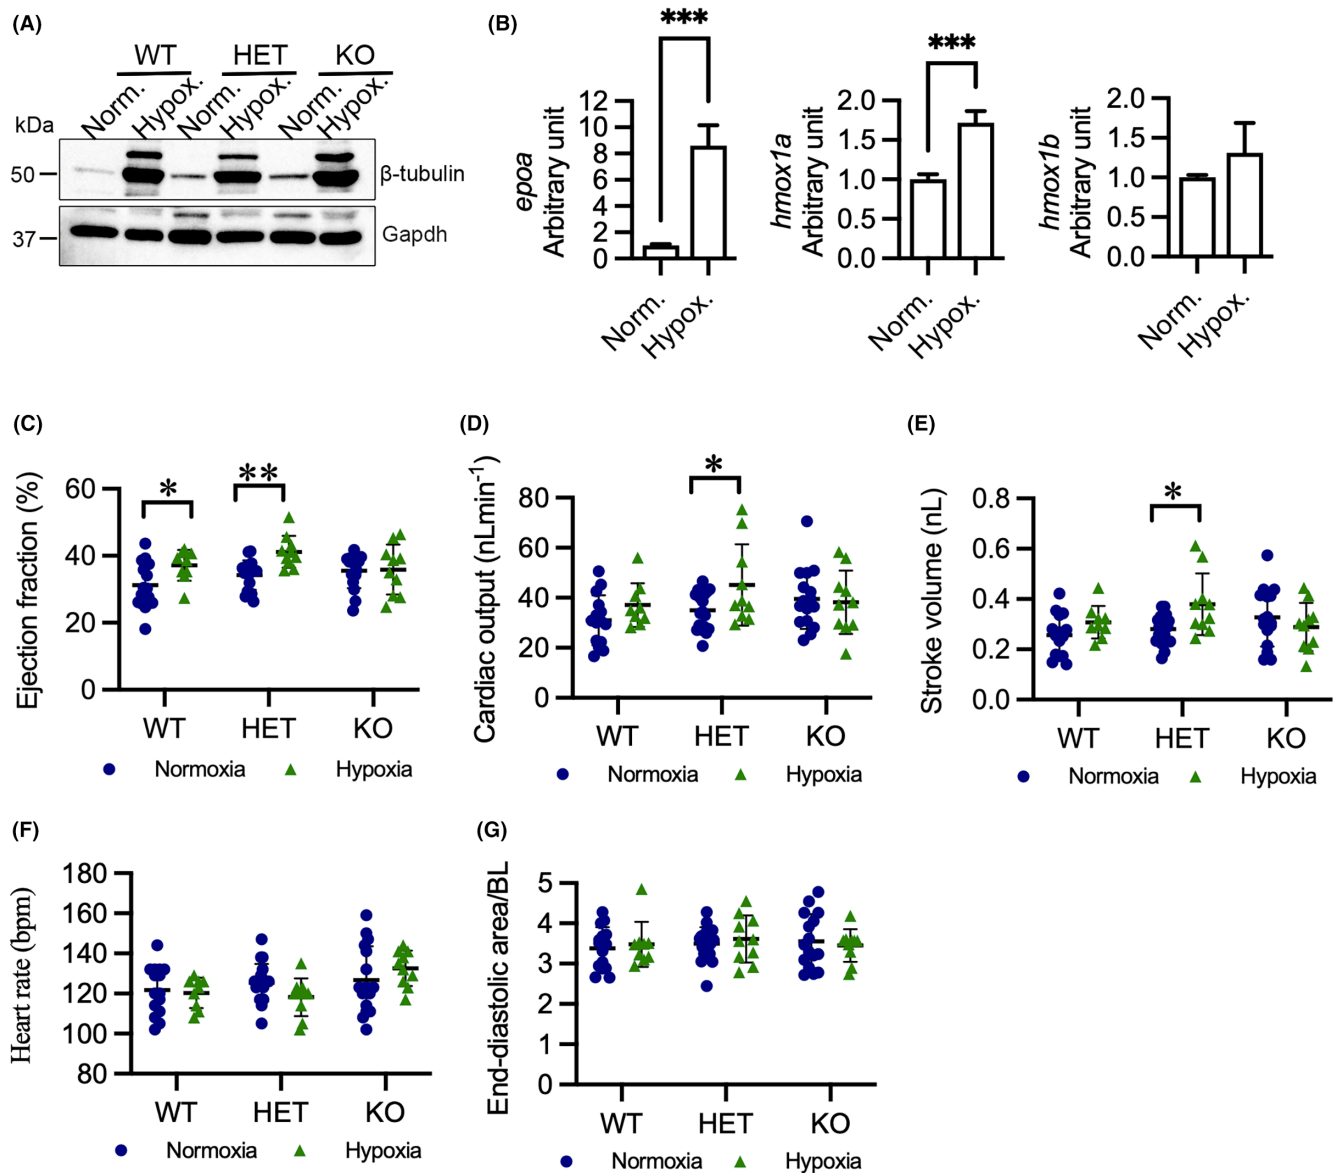 (A)
WT HET KO
Norm. Hypox. Norm. Hypox. Norm. Hypox.
kDa
50
β-tubulin
37
Gapdh
(B)
***
epoa
Arbitrary unit
12
10
8
6
4
2
0
Norm. Hypox.
***
hmox1a
Arbitrary unit
2.0
1.5
1.0
0.5
0.0
Norm. Hypox.
hmox1b
Arbitrary unit
2.0
1.5
1.0
0.5
0.0
Norm. Hypox.
(C)
Ejection fraction (%)
60
40
20
0
* **
WT HET KO
Normoxia Hypoxia
(D)
Cardiac output (nLmin-1)
80
60
40
20
0
*
WT HET KO
Normoxia Hypoxia
(E)
Stroke volume (nL)
0.8
0.6
0.4
0.2
0.0
*
WT HET KO
Normoxia Hypoxia
(F)
Heart rate (bpm)
180
160
140
120
100
80
WT HET KO
Normoxia Hypoxia
(G)
End-diastolic area/BL
5
4
3
2
1
0
WT HET KO
Normoxia Hypoxia